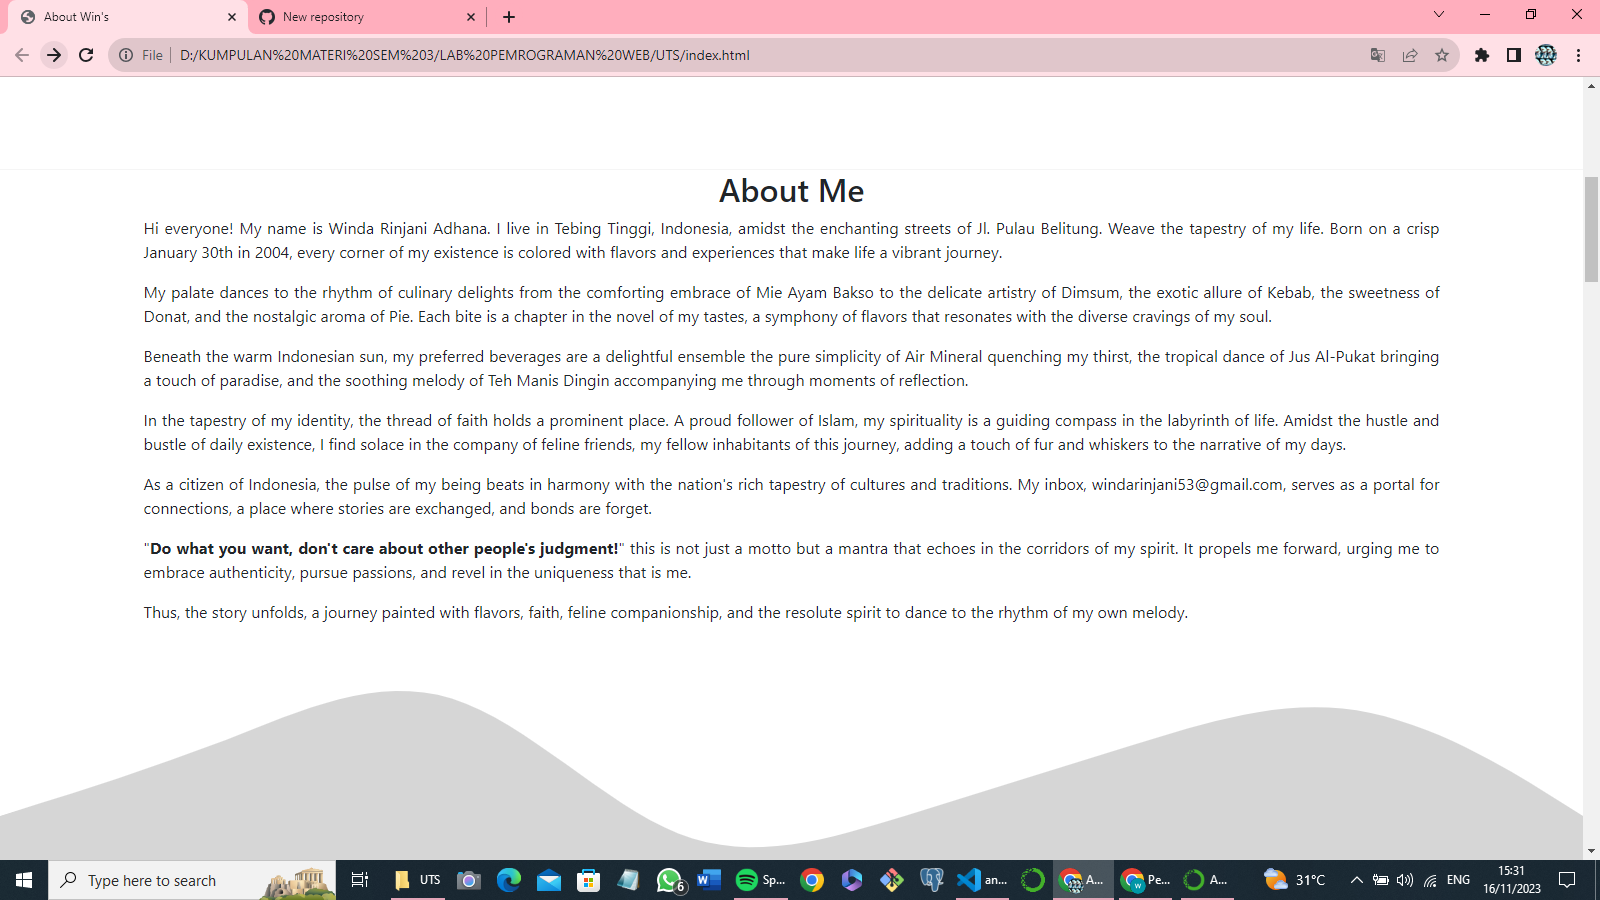 About Win's
New repository
File
D:/KUMPULAN%20MATERI%20SEM%203/LAB%20PEMROGRAMAN%20WEB/UTS/index.html
About Me
Hi everyone! My name is Winda Rinjani Adhana. I live in Tebing Tinggi, Indonesia, amidst the enchanting streets of Jl. Pulau Belitung. Weave the tapestry of my life. Born on a crisp
January 30th in 2004, every corner of my existence is colored with flavors and experiences that make life a vibrant journey.
My palate dances to the rhythm of culinary delights from the comforting embrace of Mie Ayam Bakso to the delicate artistry of Dimsum, the exotic allure of Kebab, the sweetness of
Donat, and the nostalgic aroma of Pie. Each bite is a chapter in the novel of my tastes, a symphony of flavors that resonates with the diverse cravings of my soul.
Beneath the warm Indonesian sun, my preferred beverages are a delightful ensemble the pure simplicity of Air Mineral quenching my thirst, the tropical dance of Jus Al-Pukat bringing
a touch of paradise, and the soothing melody of Teh Manis Dingin accompanying me through moments of reflection.
In the tapestry of my identity, the thread of faith holds a prominent place. A proud follower of Islam, my spirituality is a guiding compass in the labyrinth of life. Amidst the hustle and
bustle of daily existence, I find solace in the company of feline friends, my fellow inhabitants of this journey, adding a touch of fur and whiskers to the narrative of my days.
As a citizen of Indonesia, the pulse of my being beats in harmony with the nation's rich tapestry of cultures and traditions. My inbox, windarinjani53@gmail.com, serves as a portal for
connections, a place where stories are exchanged, and bonds are forget.
"Do what you want, don't care about other people's judgment!" this is not just a motto but a mantra that echoes in the corridors of my spirit. It propels me forward, urging me to
embrace authenticity, pursue passions, and revel in the uniqueness that is me.
Thus, the story unfolds, a journey painted with flavors, faith, feline companionship, and the resolute spirit to dance to the rhythm of my own melody.
Type here to search
UTS
6
Sp...
an...
A...
Pe...
A...
31°C
ENG
15:31
16/11/2023